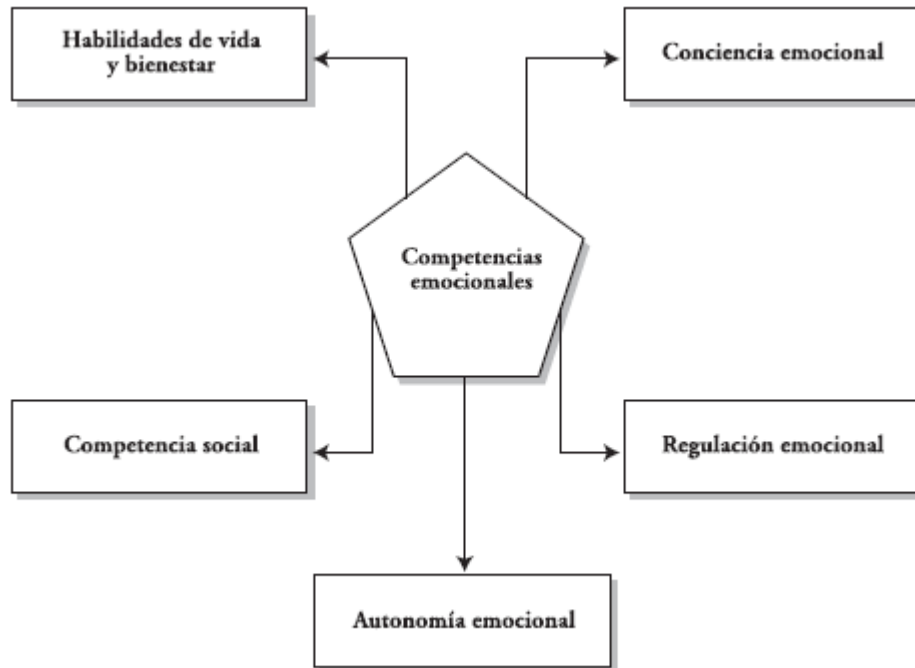 Habilidades de vida
y bienestar
Conciencia emocional
Competencias
emocionales
Competencia social
Regulación emocional
Autonomía emocional